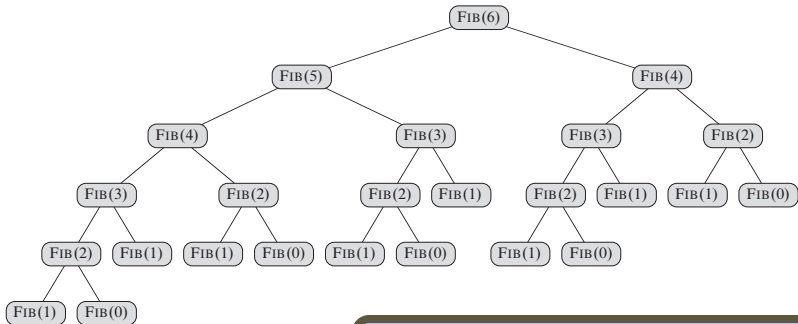 FIB(6)
FIB(5) FIB(4)
FIB(4) FIB(3) FIB(3) FIB(2)
FIB(3) FIB(2) FIB(2) FIB(1) FIB(2) FIB(1) FIB(1) FIB(0)
FIB(2) FIB(1) FIB(1) FIB(0) FIB(1) FIB(0) FIB(1) FIB(0)
FIB(1) FIB(0)